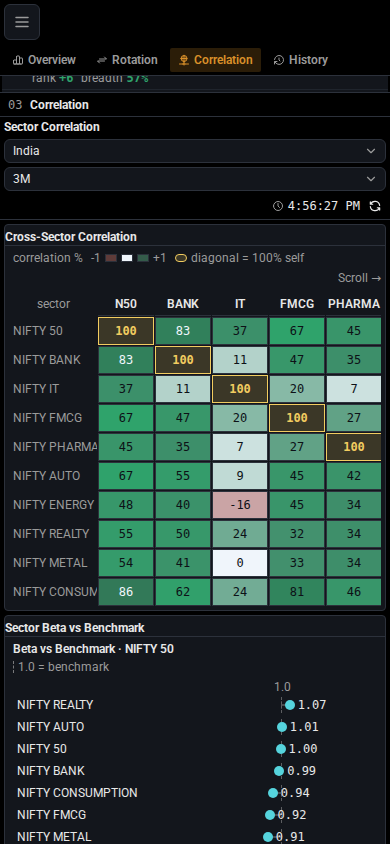 Overview Rotation Correlation History
rank +6 breadth 57%
03 Correlation
Sector Correlation
India
3M
4:56:27 PM
Cross-Sector Correlation
correlation % -1 +1 diagonal = 100% self
Scroll →
sector N50 BANK IT FMCG PHARMA
NIFTY 50 100 83 37 67 45
NIFTY BANK 83 100 11 47 35
NIFTY IT 37 11 100 20 7
NIFTY FMCG 67 47 20 100 27
NIFTY PHARMA 45 35 7 27 100
NIFTY AUTO 67 55 9 45 42
NIFTY ENERGY 48 40 -16 45 34
NIFTY REALTY 55 50 24 32 34
NIFTY METAL 54 41 0 33 34
NIFTY CONSUM 86 62 24 81 46
Sector Beta vs Benchmark
Beta vs Benchmark · NIFTY 50
1.0 = benchmark
1.0
NIFTY REALTY 1.07
NIFTY AUTO 1.01
NIFTY 50 1.00
NIFTY BANK 0.99
NIFTY CONSUMPTION 0.94
NIFTY FMCG 0.92
NIFTY METAL 0.91